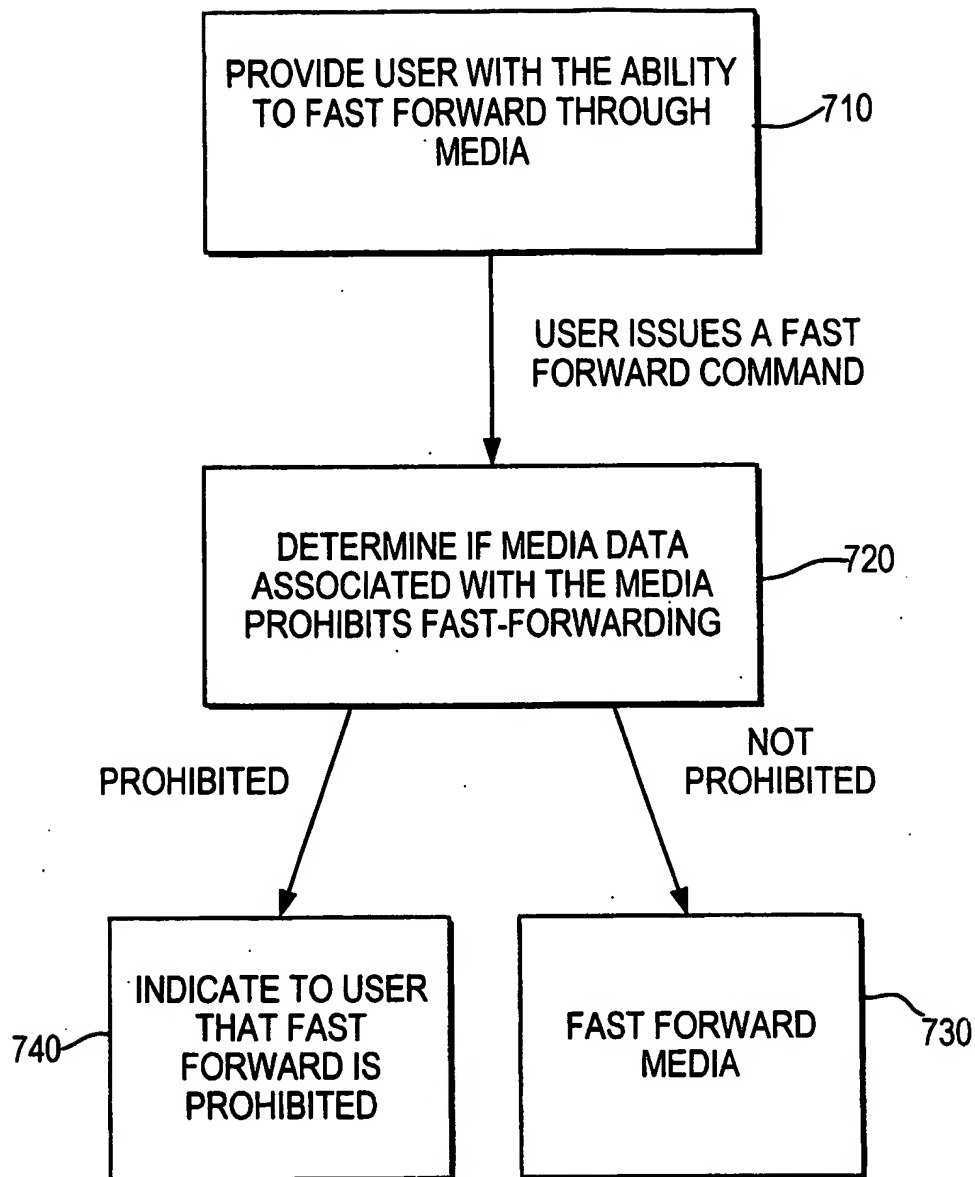 PROVIDE USER WITH THE ABILITY
TO FAST FORWARD THROUGH
MEDIA
710
USER ISSUES A FAST
FORWARD COMMAND
DETERMINE IF MEDIA DATA
ASSOCIATED WITH THE MEDIA
PROHIBITS FAST-FORWARDING
720
PROHIBITED
NOT
PROHIBITED
INDICATE TO USER
THAT FAST
FORWARD IS
PROHIBITED
740
FAST FORWARD
MEDIA
730